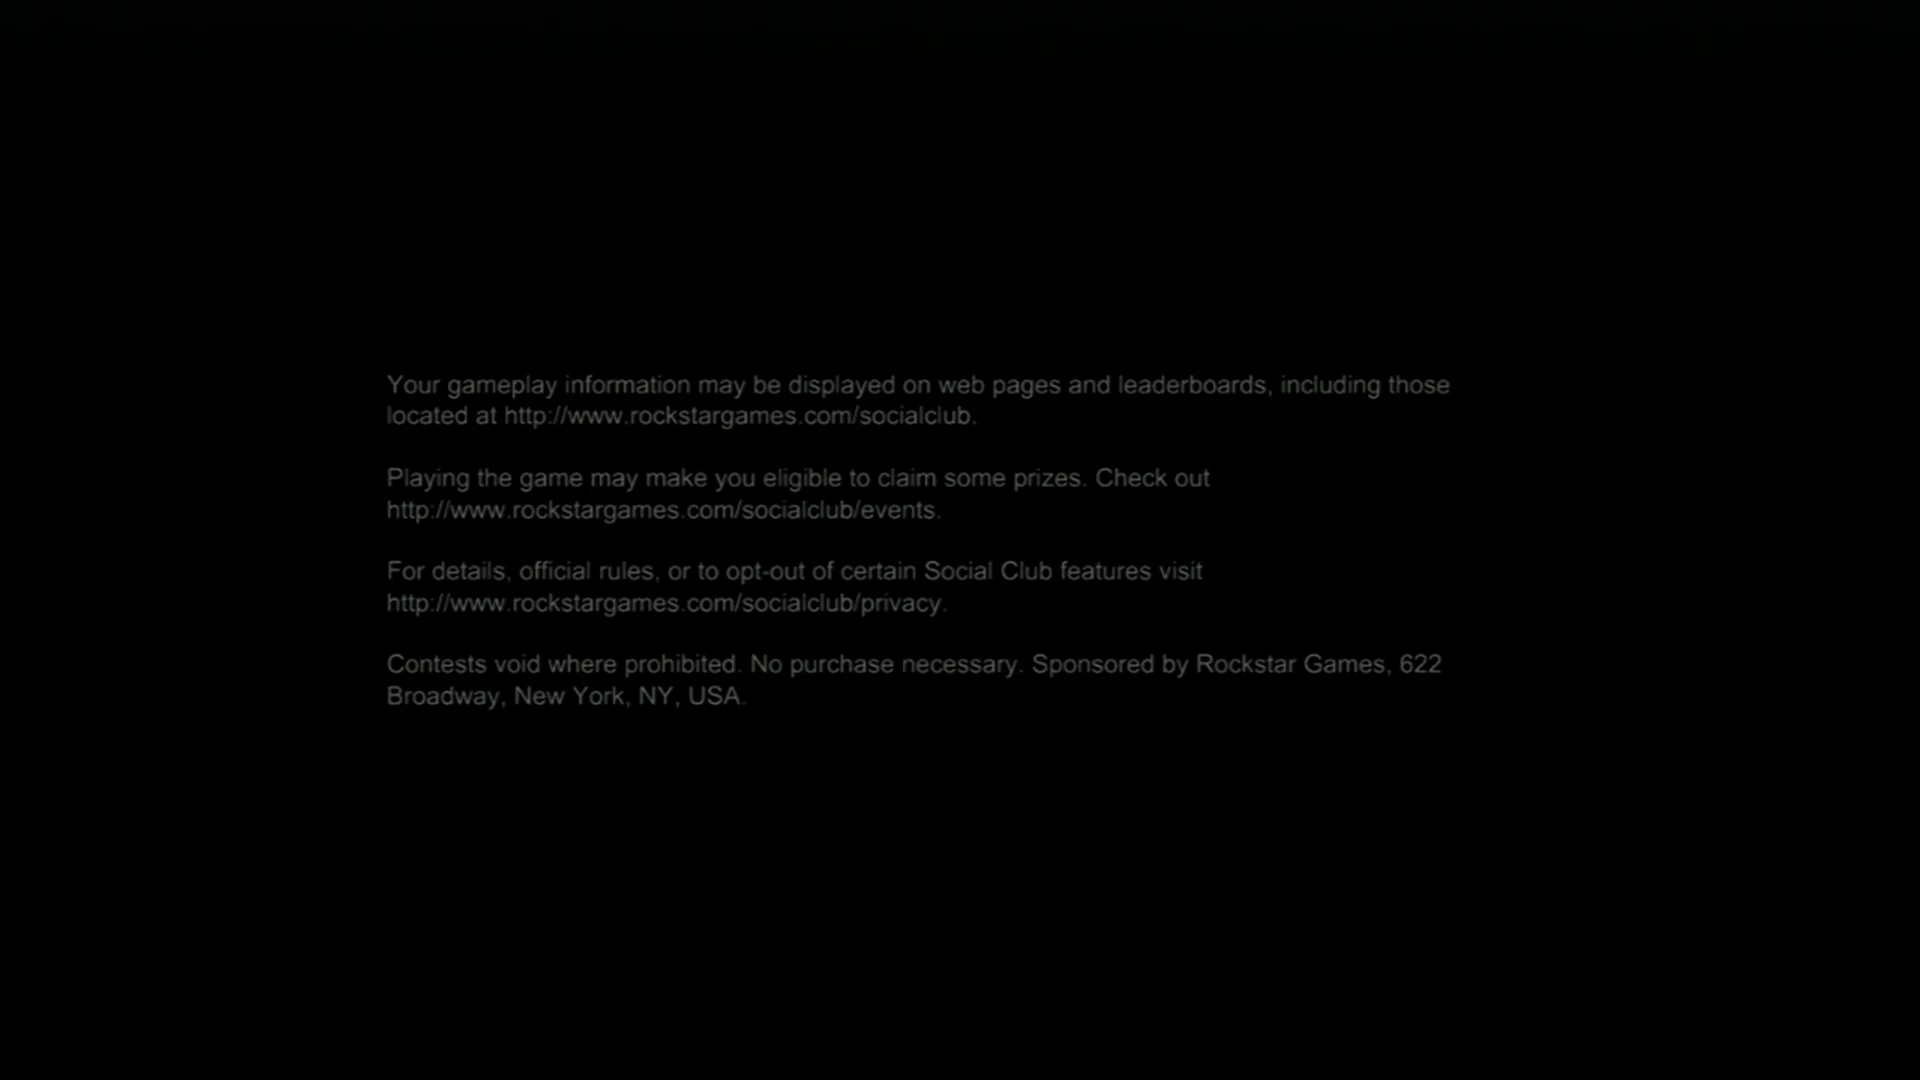 Your gameplay information may be displayed on web pages and leaderboards, including those
located at http://www.rockstargames.com/socialclub.
Playing the game may make you eligible to claim some prizes. Check out
http://www.rockstargames.com/socialclub/events.
For details, official rules, or to opt-out of certain Social Club features visit
http://www.rockstargames.com/socialclub/privacy.
Contests void where prohibited. No purchase necessary. Sponsored by Rockstar Games, 622
Broadway, New York, NY, USA.